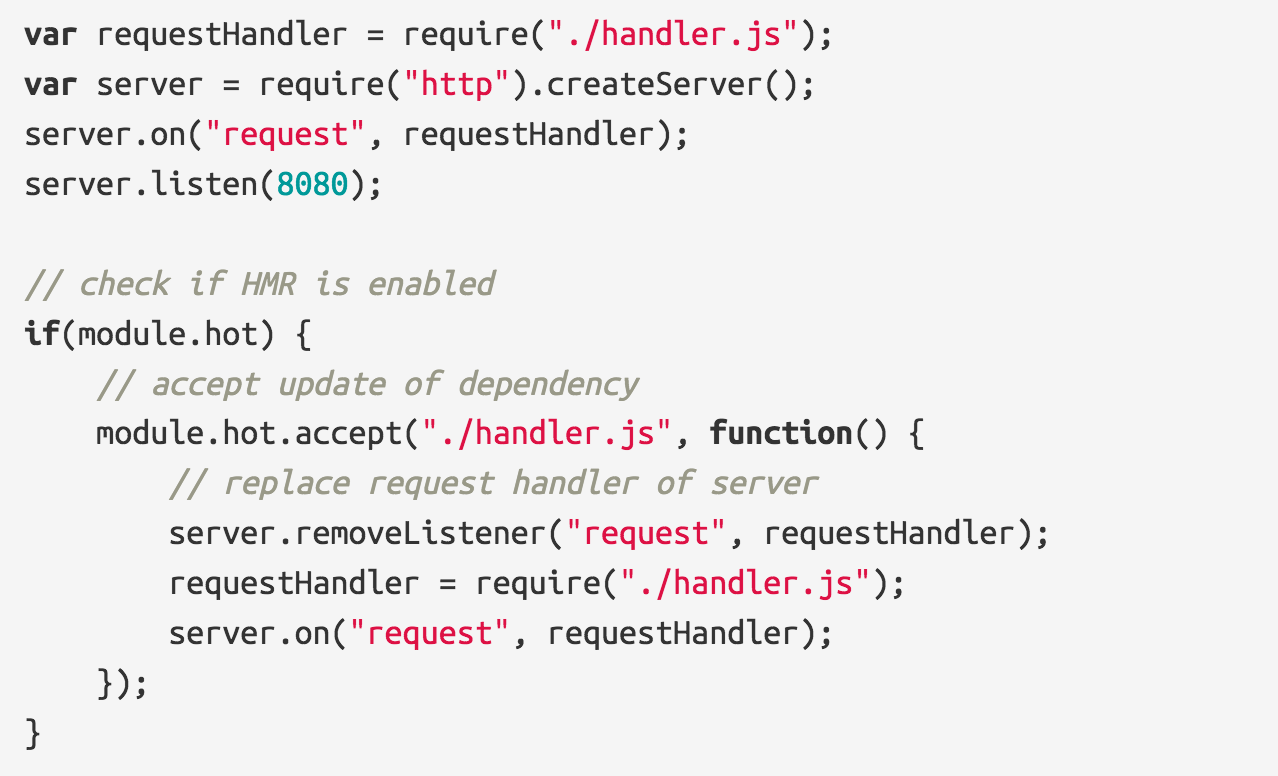 var requestHandler = require("./handler.js");
var server = require("http").createServer();
server.on("request", requestHandler);
server.listen(8080);

// check if HMR is enabled
if(module.hot) {
    // accept update of dependency
    module.hot.accept("./handler.js", function() {
        // replace request handler of server
        server.removeListener("request", requestHandler);
        requestHandler = require("./handler.js");
        server.on("request", requestHandler);
    });
}